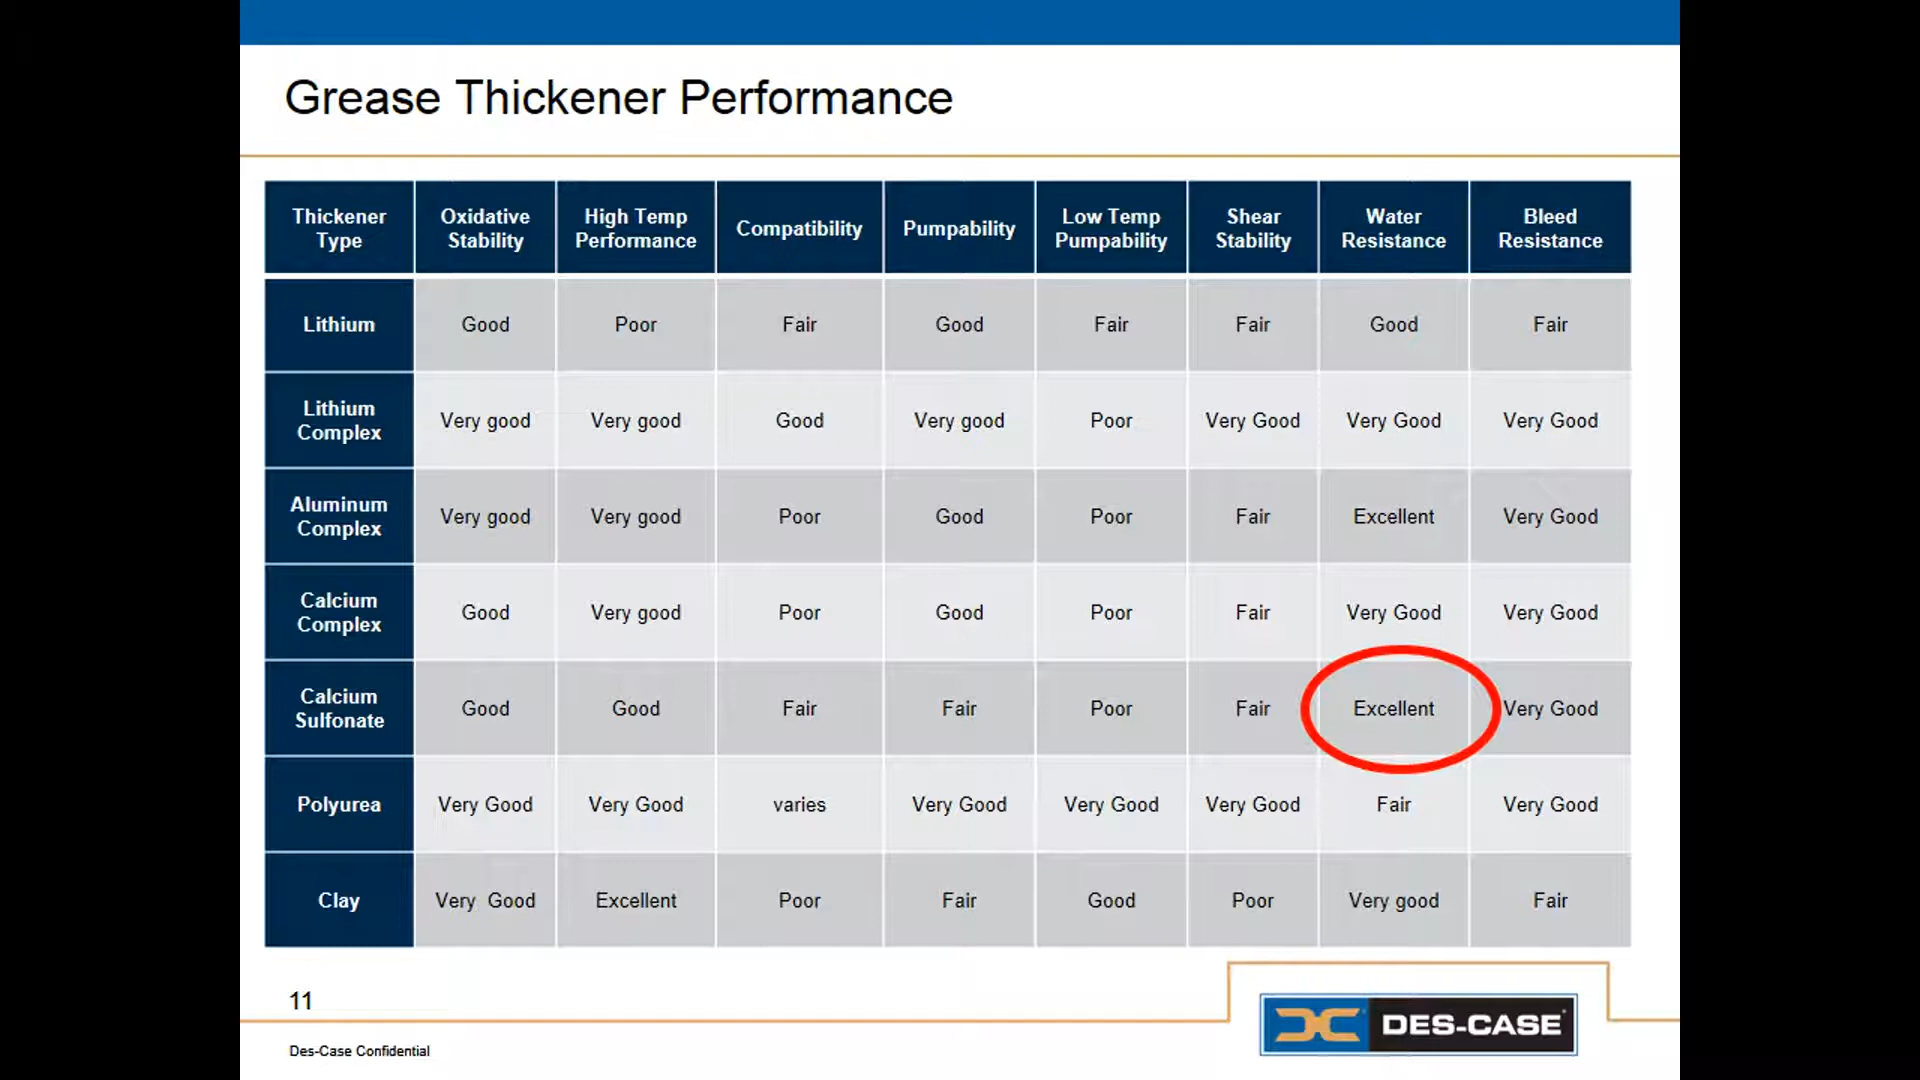 Grease Thickener Performance
Thickener Type Oxidative Stability High Temp Performance Compatibility Pumpability Low Temp Pumpability Shear Stability Water Resistance Bleed Resistance
Lithium Good Poor Fair Good Fair Fair Good Fair
Lithium Complex Very good Very good Good Very good Poor Very Good Very Good Very Good
Aluminum Complex Very good Very good Poor Good Poor Fair Excellent Very Good
Calcium Complex Good Very good Poor Good Poor Fair Very Good Very Good
Calcium Sulfonate Good Good Fair Fair Poor Fair Excellent Very Good
Polyurea Very Good Very Good varies Very Good Very Good Very Good Fair Very Good
Clay Very Good Excellent Poor Fair Good Poor Very good Fair
11
DES-CASE
Des-Case Confidential